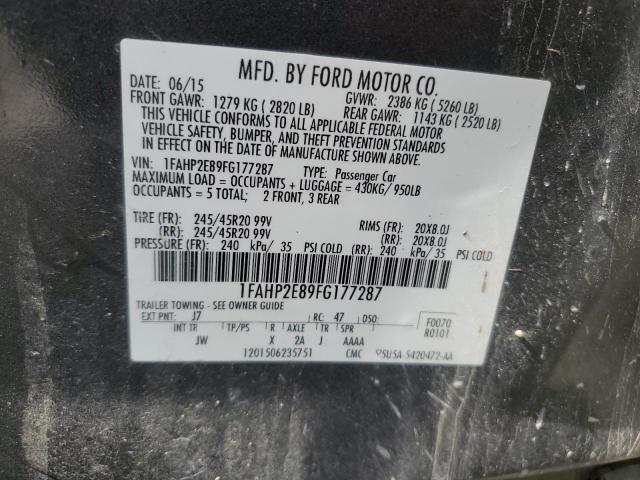 MFD. BY FORD MOTOR CO.
DATE: 06/15
GVWR: 2386 KG ( 5260 LB)
FRONT GAWR: 1279 KG ( 2820 LB)
REAR GAWR: 1143 KG ( 2520 LB)
THIS VEHICLE CONFORMS TO ALL APPLICABLE FEDERAL MOTOR
VEHICLE SAFETY, BUMPER, AND THEFT PREVENTION STANDARDS
IN EFFECT ON THE DATE OF MANUFACTURE SHOWN ABOVE.
VIN: 1FAHP2E89FG177287 TYPE: Passenger Car
MAXIMUM LOAD = OCCUPANTS + LUGGAGE = 430KG/ 950LB
OCCUPANTS = 5 TOTAL; 2 FRONT, 3 REAR
TIRE (FR): 245/45R20 99V RIMS (FR): 20X8.0J
(RR): 245/45R20 99V (RR): 20X8.0J
PRESSURE (FR): 240 kPa/ 35 PSI COLD (RR): 240 kPa/ 35 PSI COLD
1FAHP2E89FG177287
TRAILER TOWING - SEE OWNER GUIDE
EXT PNT: J7 RC: 47 DSO: F0070
R0101
INT TR TP/PS R AXLE TR SPR
JW X 2A J AAAA
1201506235751 CMC 5U5A-5420472-AA